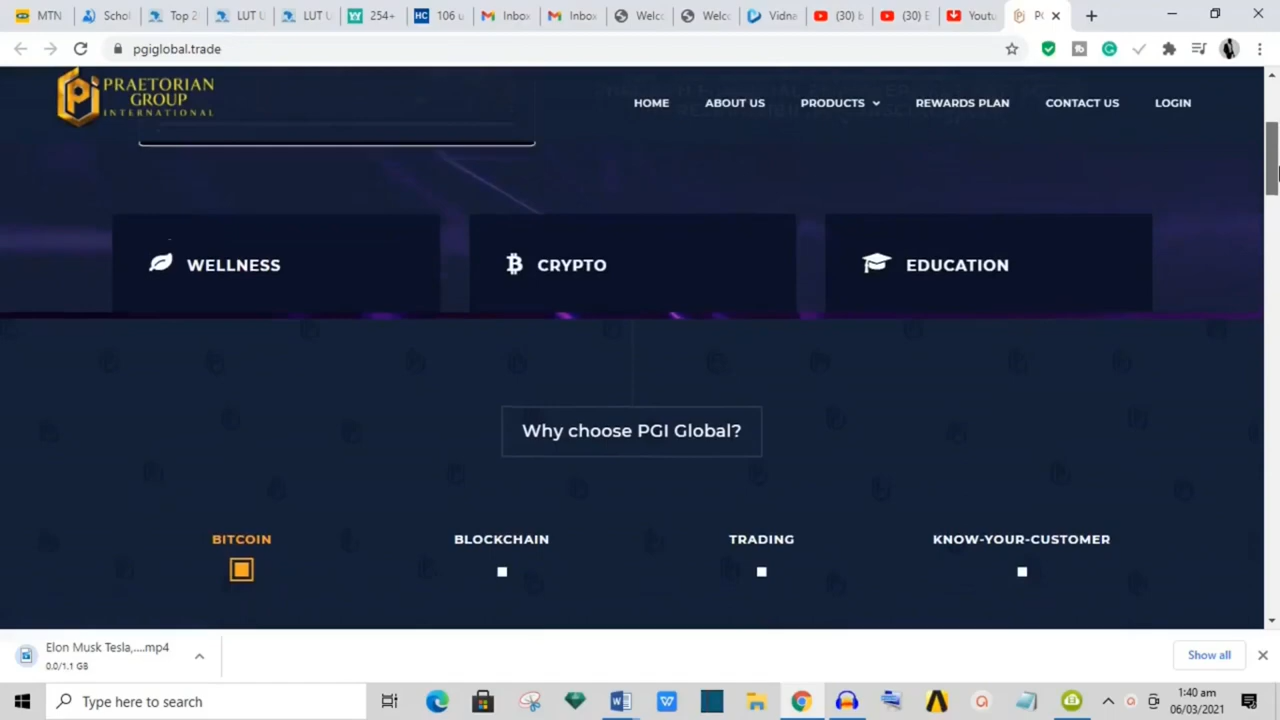 MTN
Schol
Top 2
LUT U
LUT U
254+
HC
106 u
Inbox
Inbox
Welco
Welco
Vidna
(30) b
(30) E
Youtu
pgiglobal.trade
PRAETORIAN
GROUP
INTERNATIONAL
HOME
ABOUT US
PRODUCTS
REWARDS PLAN
CONTACT US
LOGIN
WELLNESS
CRYPTO
EDUCATION
Why choose PGI Global?
BITCOIN
BLOCKCHAIN
TRADING
KNOW-YOUR-CUSTOMER
Elon Musk Tesla,....mp4
0.0/1.1 GB
Show all
Type here to search
1:40 am
06/03/2021